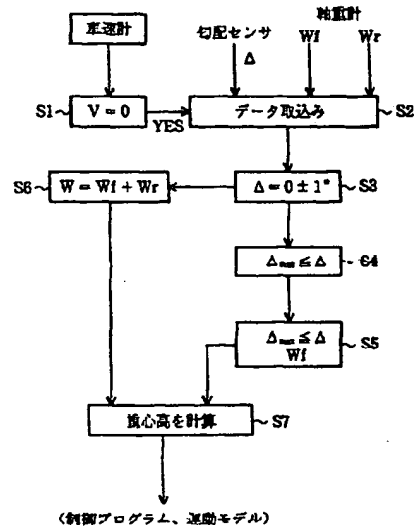 車速計
勾配センサ
Δ
軸重計
Wf Wr
S1 V = 0
YES
データ取込み S2
S6 W = Wf + Wr
Δ = 0 ± 1° S3
Δmax ≤ Δ S4
Δmax ≤ Δ
Wf S5
重心高を計算 S7
(制御プログラム、運動モデル)